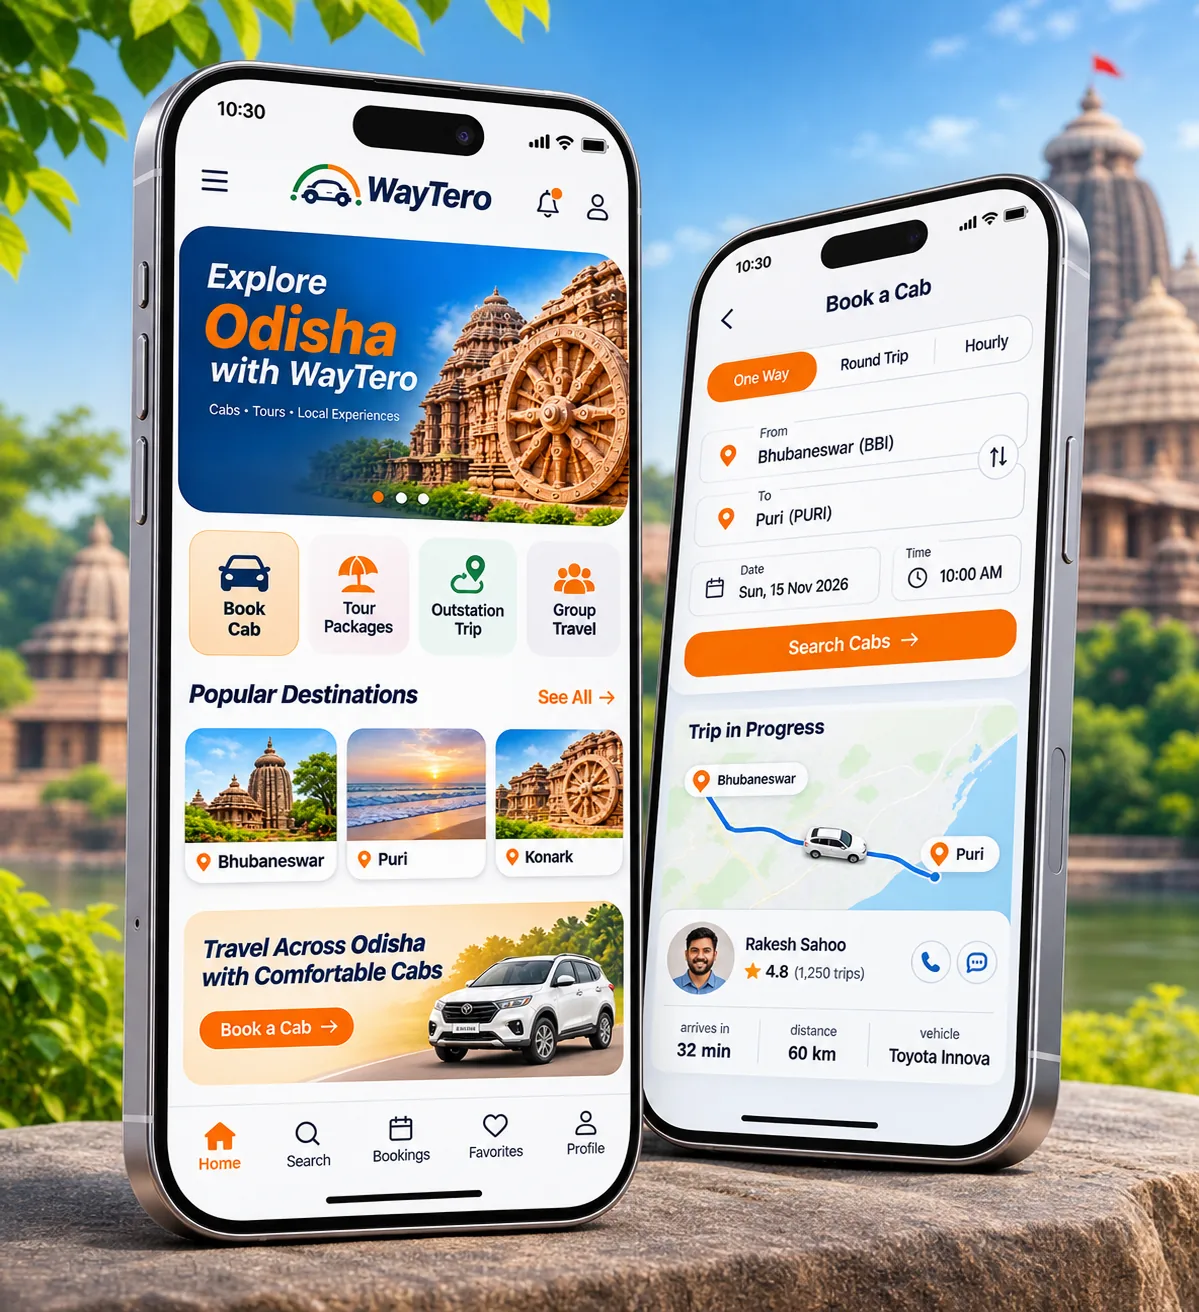 10:30
WayTero
Explore
Odisha
with WayTero
Cabs • Tours • Local Experiences
Book
Cab
Tour
Packages
Outstation
Trip
Group
Travel
Popular Destinations
See All →
Bhubaneswar
Puri
Konark
Travel Across Odisha
with Comfortable Cabs
Book a Cab →
Home
Search
Bookings
Favorites
Profile
10:30
Book a Cab
One Way
Round Trip
Hourly
From
Bhubaneswar (BBI)
To
Puri (PURI)
Date
Sun, 15 Nov 2026
Time
10:00 AM
Search Cabs →
Trip in Progress
Bhubaneswar
Puri
Rakesh Sahoo
4.8 (1,250 trips)
arrives in
32 min
distance
60 km
vehicle
Toyota Innova